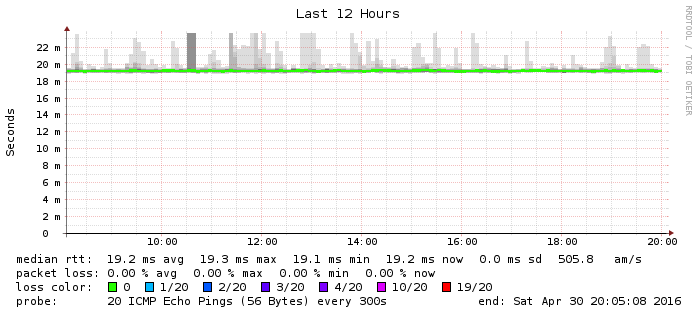 Last 12 Hours
RRDTOOL / TOBI OETIKER
Seconds
22 m
20 m
18 m
16 m
14 m
12 m
10 m
8 m
6 m
4 m
2 m
0
10:00 12:00 14:00 16:00 18:00 20:00
median rtt: 19.2 ms avg 19.3 ms max 19.1 ms min 19.2 ms now 0.0 ms sd 505.8 am/s
packet loss: 0.00 % avg 0.00 % max 0.00 % min 0.00 % now
loss color: 0 1/20 2/20 3/20 4/20 10/20 19/20
probe: 20 ICMP Echo Pings (56 Bytes) every 300s end: Sat Apr 30 20:05:08 2016